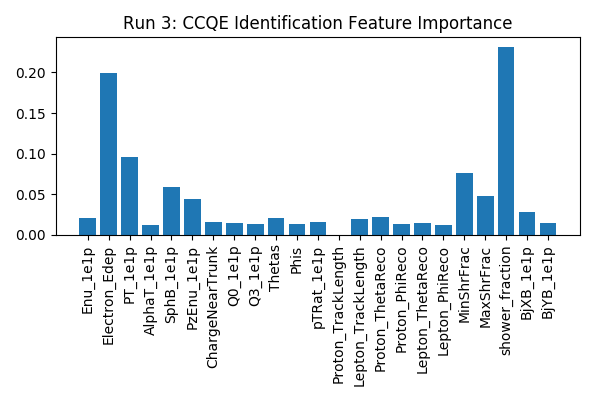 Run 3: CCQE Identification Feature Importance
0.20
0.15
0.10
0.05
0.00
Enu_1e1p
Electron_Edep
PT_1e1p
AlphaT_1e1p
SphB_1e1p
PzEnu_1e1p
ChargeNearTrunk
Q0_1e1p
Q3_1e1p
Thetas
Phis
pTRat_1e1p
Proton_TrackLength
Lepton_TrackLength
Proton_ThetaReco
Proton_PhiReco
Lepton_ThetaReco
Lepton_PhiReco
MinShrFrac
MaxShrFrac
shower_fraction
BjXB_1e1p
BjYB_1e1p